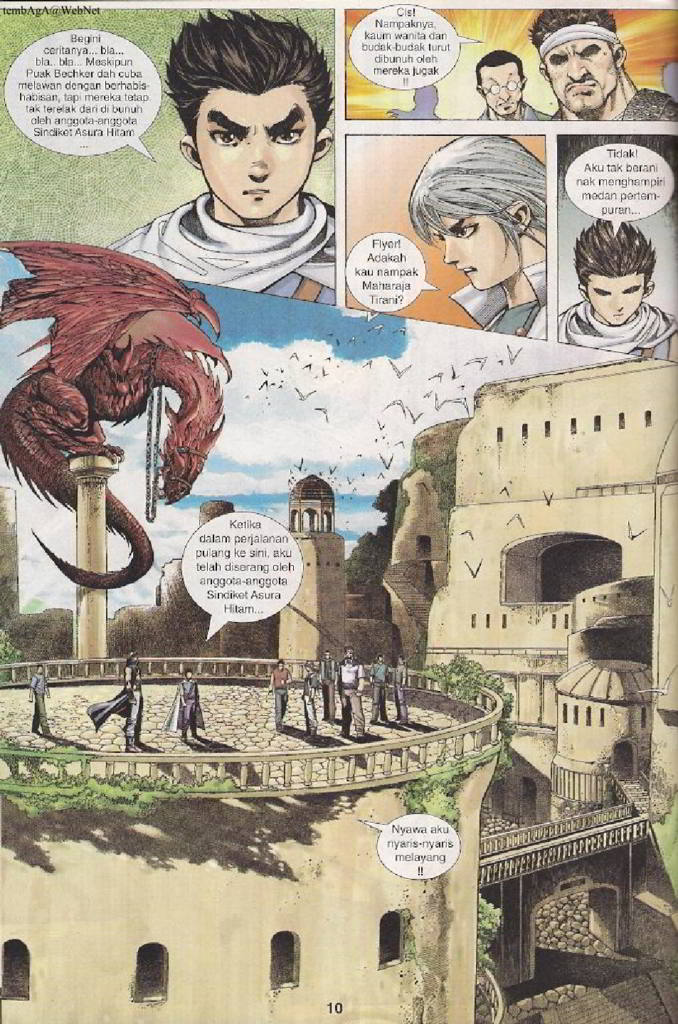 tembAgA@WebNet
Begini
ceritanya... bla...
bla... bla... Meskipun
Puak Bechker dah cuba
melawan dengan berhabis-
habisan, tapi mereka tetap
terelak dari di bunuh
oleh anggota-anggota
Sindiket Asura Hitam
...
Cis!
Nampaknya,
kaum wanita dan
budak-budak turut
dibunuh oleh
mereka jugak
!!
Flyer!
Adakah
kau nampak
Maharaja
Tirani?
Tidak!
Aku tak berani
nak menghampiri
medan pertem-
puran...
Ketika
dalam perjalanan
pulang ke sini, aku
telah diserang oleh
anggota-anggota
Sindiket Asura
Hitam...
Nyawa aku
nyaris-nyaris
melayang
!!
10